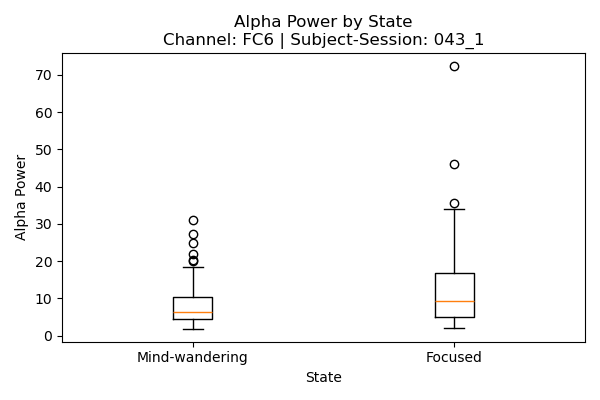 Alpha Power by State
Channel: FC6 | Subject-Session: 043_1
Alpha Power
70
60
50
40
30
20
10
0
Mind-wandering
Focused
State